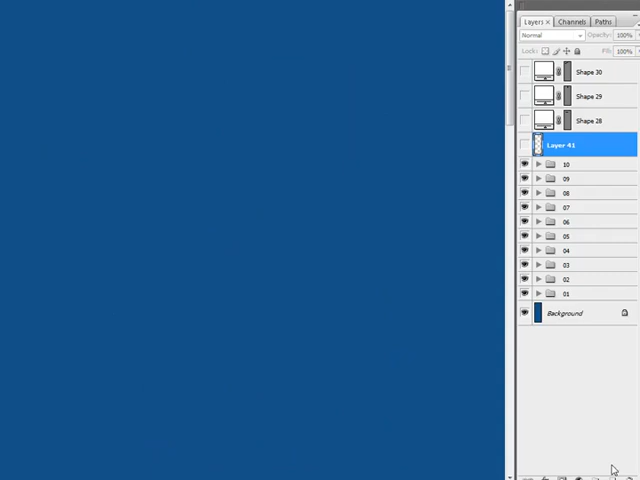 Layers × Channels Paths
Normal Opacity: 100%
Lock: Fill: 100%
Shape 30
Shape 29
Shape 28
Layer 41
10
09
08
07
06
05
04
03
02
01
Background